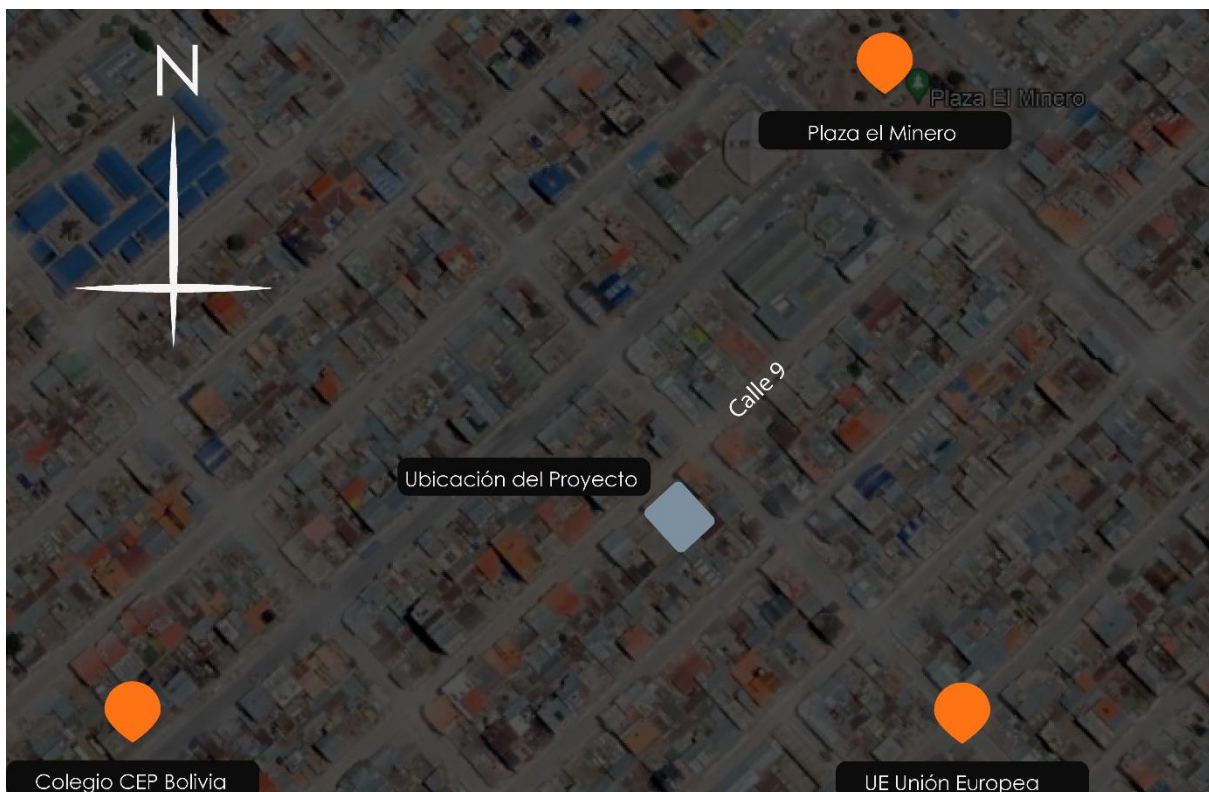 N
Plaza El Minero
Plaza el Minero
Calle 9
Ubicación del Proyecto
Colegio CEP Bolivia
UE Unión Europea